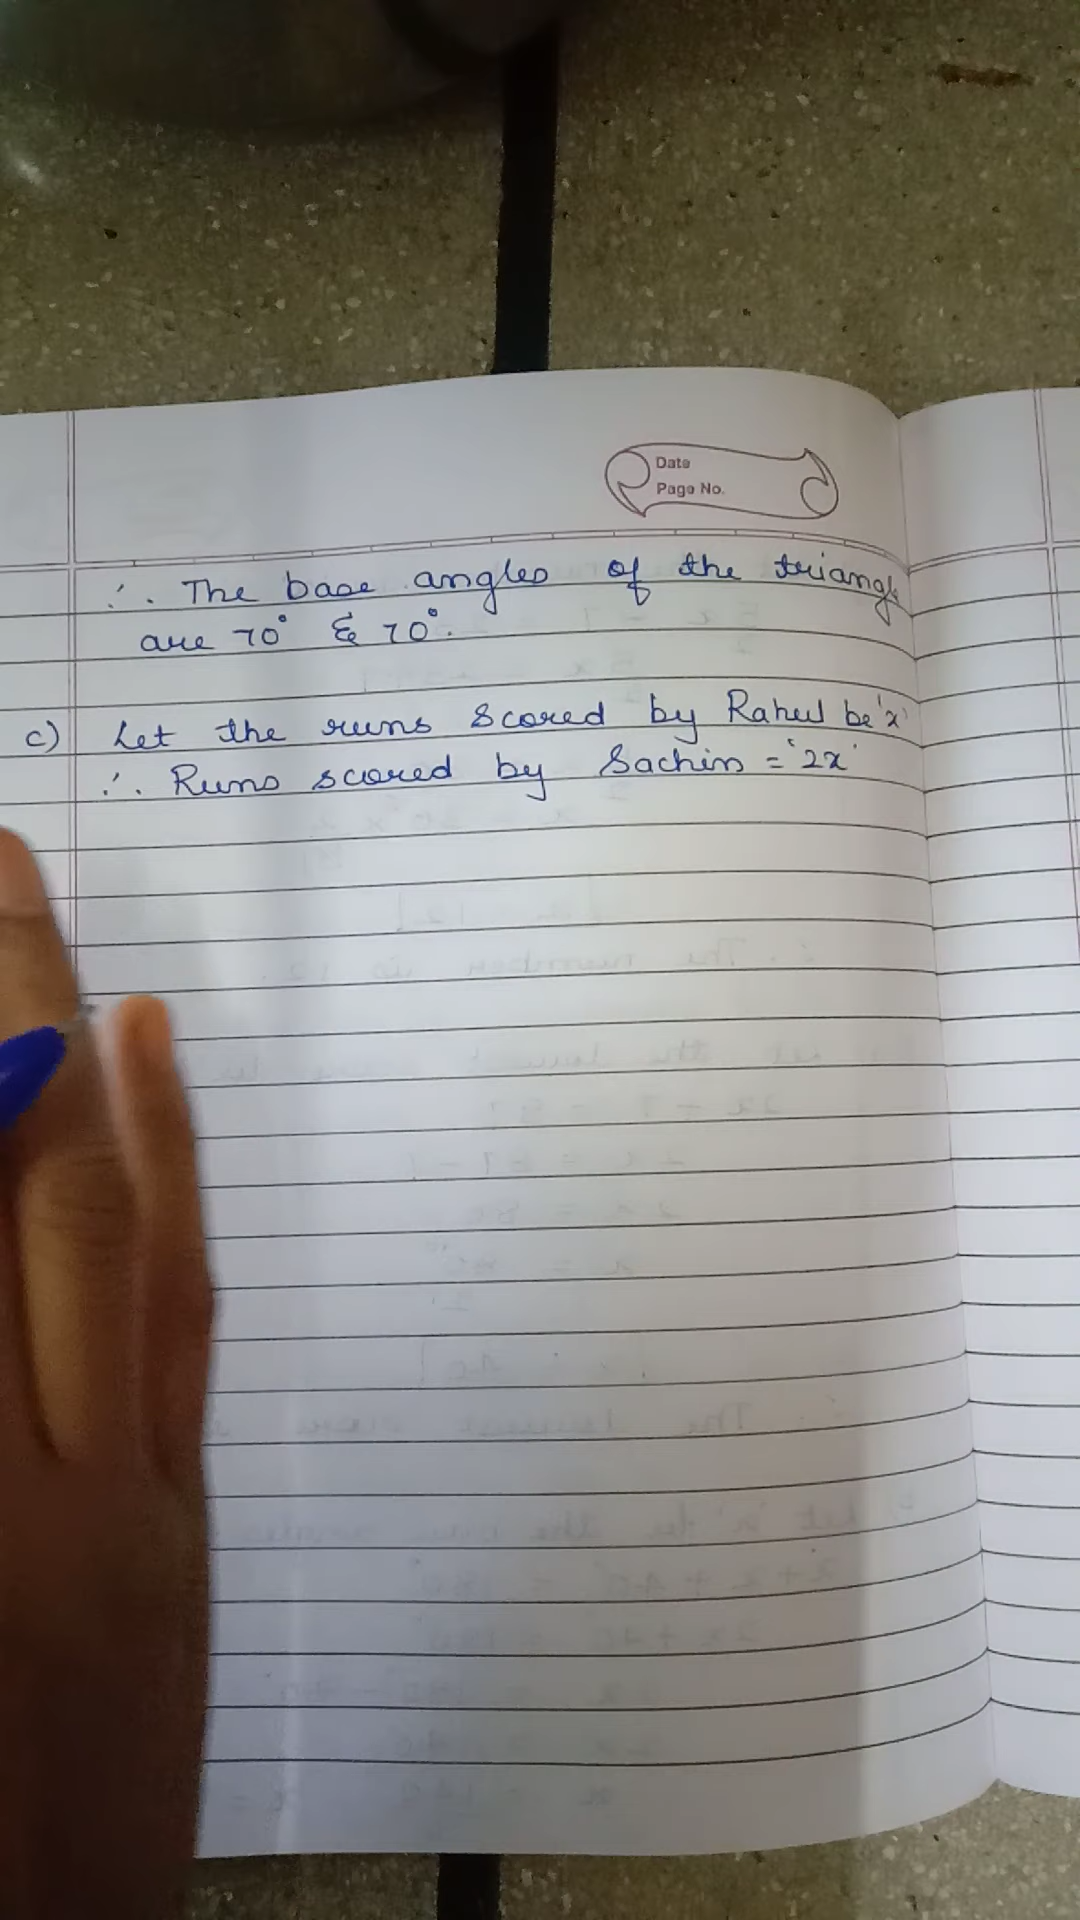 Date
Page No.
∴ The base angles of the triangle
are 70° & 70°.
c) Let the runs scored by Rahul be 'x'
∴ Runs scored by Sachin = '2x'